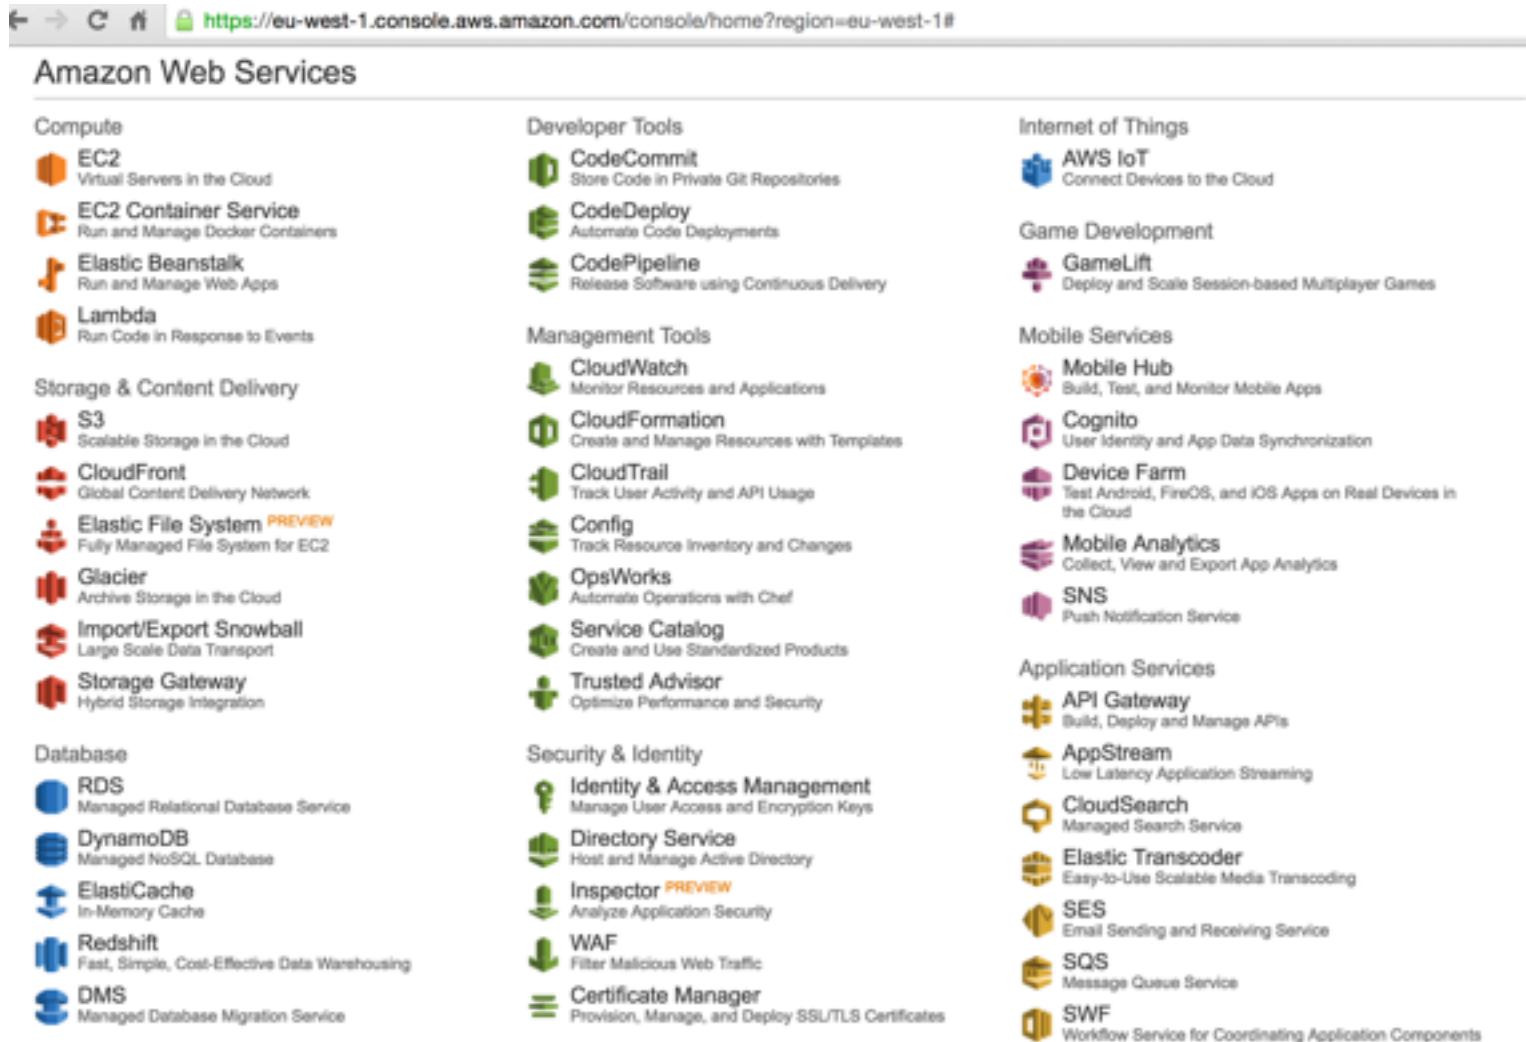 https://eu-west-1.console.aws.amazon.com/console/home?region=eu-west-1#
Amazon Web Services
Compute
EC2
Virtual Servers in the Cloud
EC2 Container Service
Run and Manage Docker Containers
Elastic Beanstalk
Run and Manage Web Apps
Lambda
Run Code in Response to Events
Storage & Content Delivery
S3
Scalable Storage in the Cloud
CloudFront
Global Content Delivery Network
Elastic File System PREVIEW
Fully Managed File System for EC2
Glacier
Archive Storage in the Cloud
Import/Export Snowball
Large Scale Data Transport
Storage Gateway
Hybrid Storage Integration
Database
RDS
Managed Relational Database Service
DynamoDB
Managed NoSQL Database
ElastiCache
In-Memory Cache
Redshift
Fast, Simple, Cost-Effective Data Warehousing
DMS
Managed Database Migration Service
Developer Tools
CodeCommit
Store Code in Private Git Repositories
CodeDeploy
Automate Code Deployments
CodePipeline
Release Software using Continuous Delivery
Management Tools
CloudWatch
Monitor Resources and Applications
CloudFormation
Create and Manage Resources with Templates
CloudTrail
Track User Activity and API Usage
Config
Track Resource Inventory and Changes
OpsWorks
Automate Operations with Chef
Service Catalog
Create and Use Standardized Products
Trusted Advisor
Optimize Performance and Security
Security & Identity
Identity & Access Management
Manage User Access and Encryption Keys
Directory Service
Host and Manage Active Directory
Inspector PREVIEW
Analyze Application Security
WAF
Filter Malicious Web Traffic
Certificate Manager
Provision, Manage, and Deploy SSL/TLS Certificates
Internet of Things
AWS IoT
Connect Devices to the Cloud
Game Development
GameLift
Deploy and Scale Session-based Multiplayer Games
Mobile Services
Mobile Hub
Build, Test, and Monitor Mobile Apps
Cognito
User Identity and App Data Synchronization
Device Farm
Test Android, FireOS, and iOS Apps on Real Devices in
the Cloud
Mobile Analytics
Collect, View and Export App Analytics
SNS
Push Notification Service
Application Services
API Gateway
Build, Deploy and Manage APIs
AppStream
Low Latency Application Streaming
CloudSearch
Managed Search Service
Elastic Transcoder
Easy-to-Use Scalable Media Transcoding
SES
Email Sending and Receiving Service
SQS
Message Queue Service
SWF
Workflow Service for Coordinating Application Components